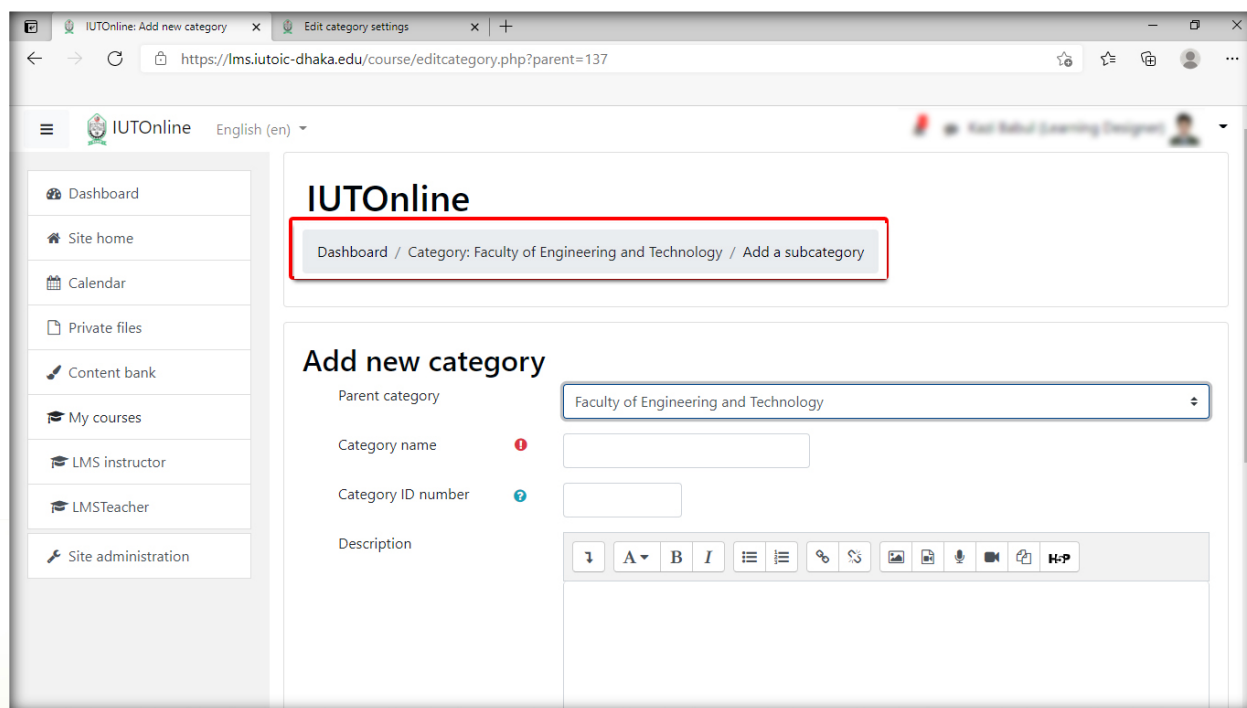 IUTOnline: Add new category
Edit category settings
https://lms.iutoic-dhaka.edu/course/editcategory.php?parent=137
IUTOnline English (en)
Dashboard
Site home
Calendar
Private files
Content bank
My courses
LMS instructor
LMSTeacher
Site administration
IUTOnline
Dashboard / Category: Faculty of Engineering and Technology / Add a subcategory
Add new category
Parent category
Faculty of Engineering and Technology
Category name
Category ID number
Description
A B I H-P